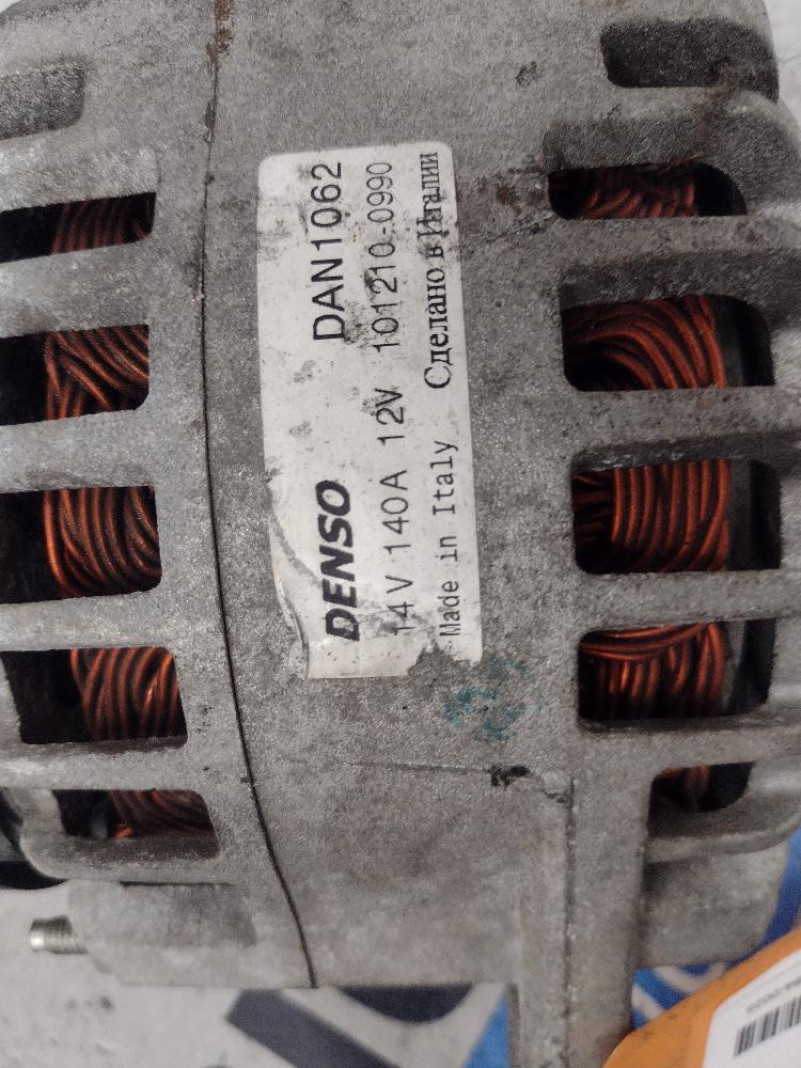 DENSO DAN1062
14V 140A 12V 101210-0990
Made in Italy Сделано в Италии